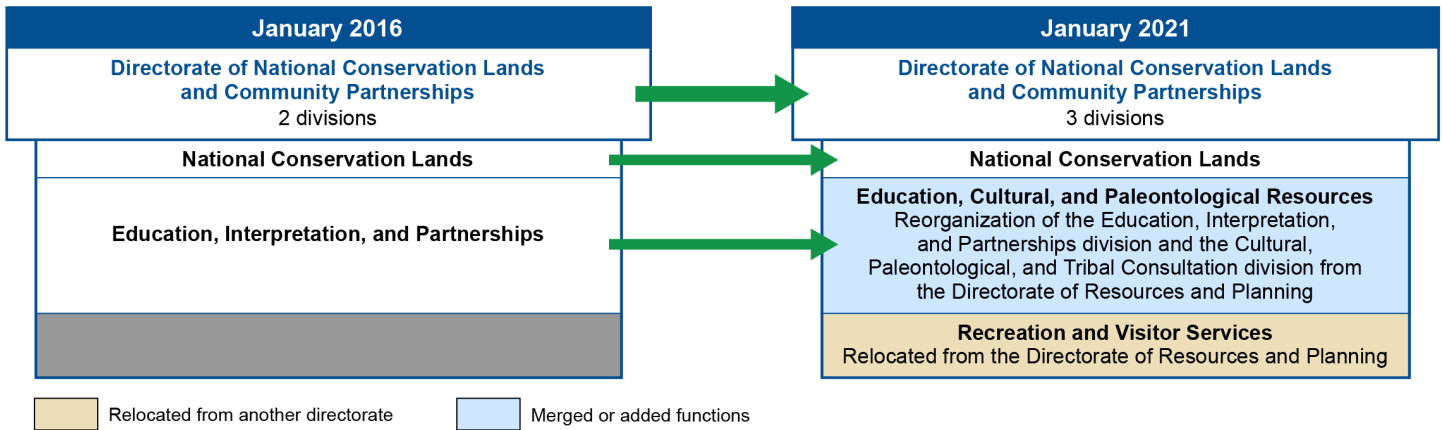 January 2016
Directorate of National Conservation Lands
and Community Partnerships
2 divisions
National Conservation Lands
Education, Interpretation, and Partnerships
January 2021
Directorate of National Conservation Lands
and Community Partnerships
3 divisions
National Conservation Lands
Education, Cultural, and Paleontological Resources
Reorganization of the Education, Interpretation,
and Partnerships division and the Cultural,
Paleontological, and Tribal Consultation division from
the Directorate of Resources and Planning
Recreation and Visitor Services
Relocated from the Directorate of Resources and Planning
Relocated from another directorate
Merged or added functions